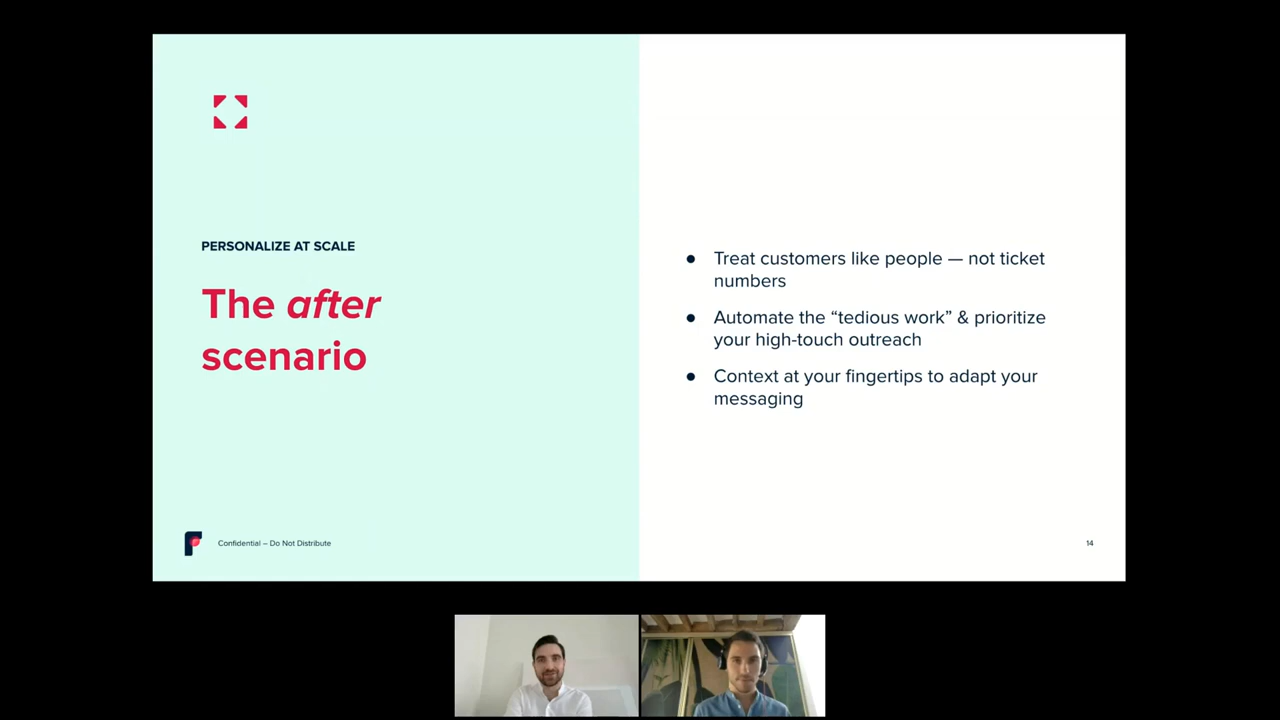 PERSONALIZE AT SCALE
The after
scenario
● Treat customers like people — not ticket
numbers
● Automate the “tedious work” & prioritize
your high-touch outreach
● Context at your fingertips to adapt your
messaging
Confidential – Do Not Distribute
14